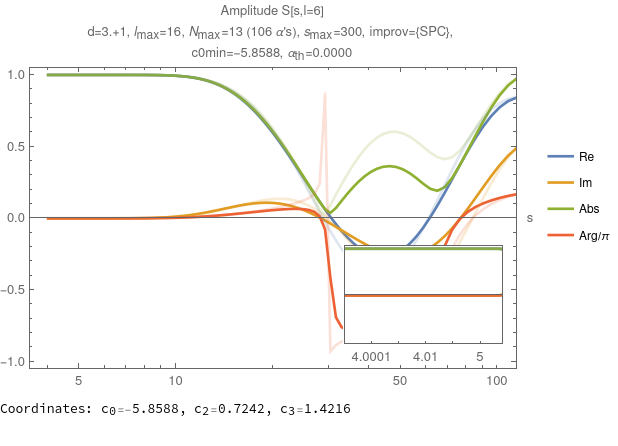 Amplitude S[s,l=6]
d=3.+1, lmax=16, Nmax=13 (106 α's), smax=300, improv={SPC},
c0min=-5.8588, αth=0.0000
1.0
0.5
0.0
-0.5
-1.0
s
Re
Im
Abs
Arg/π
4.0001 4.01 5
5 10 50 100
Coordinates: c0=-5.8588, c2=0.7242, c3=1.4216